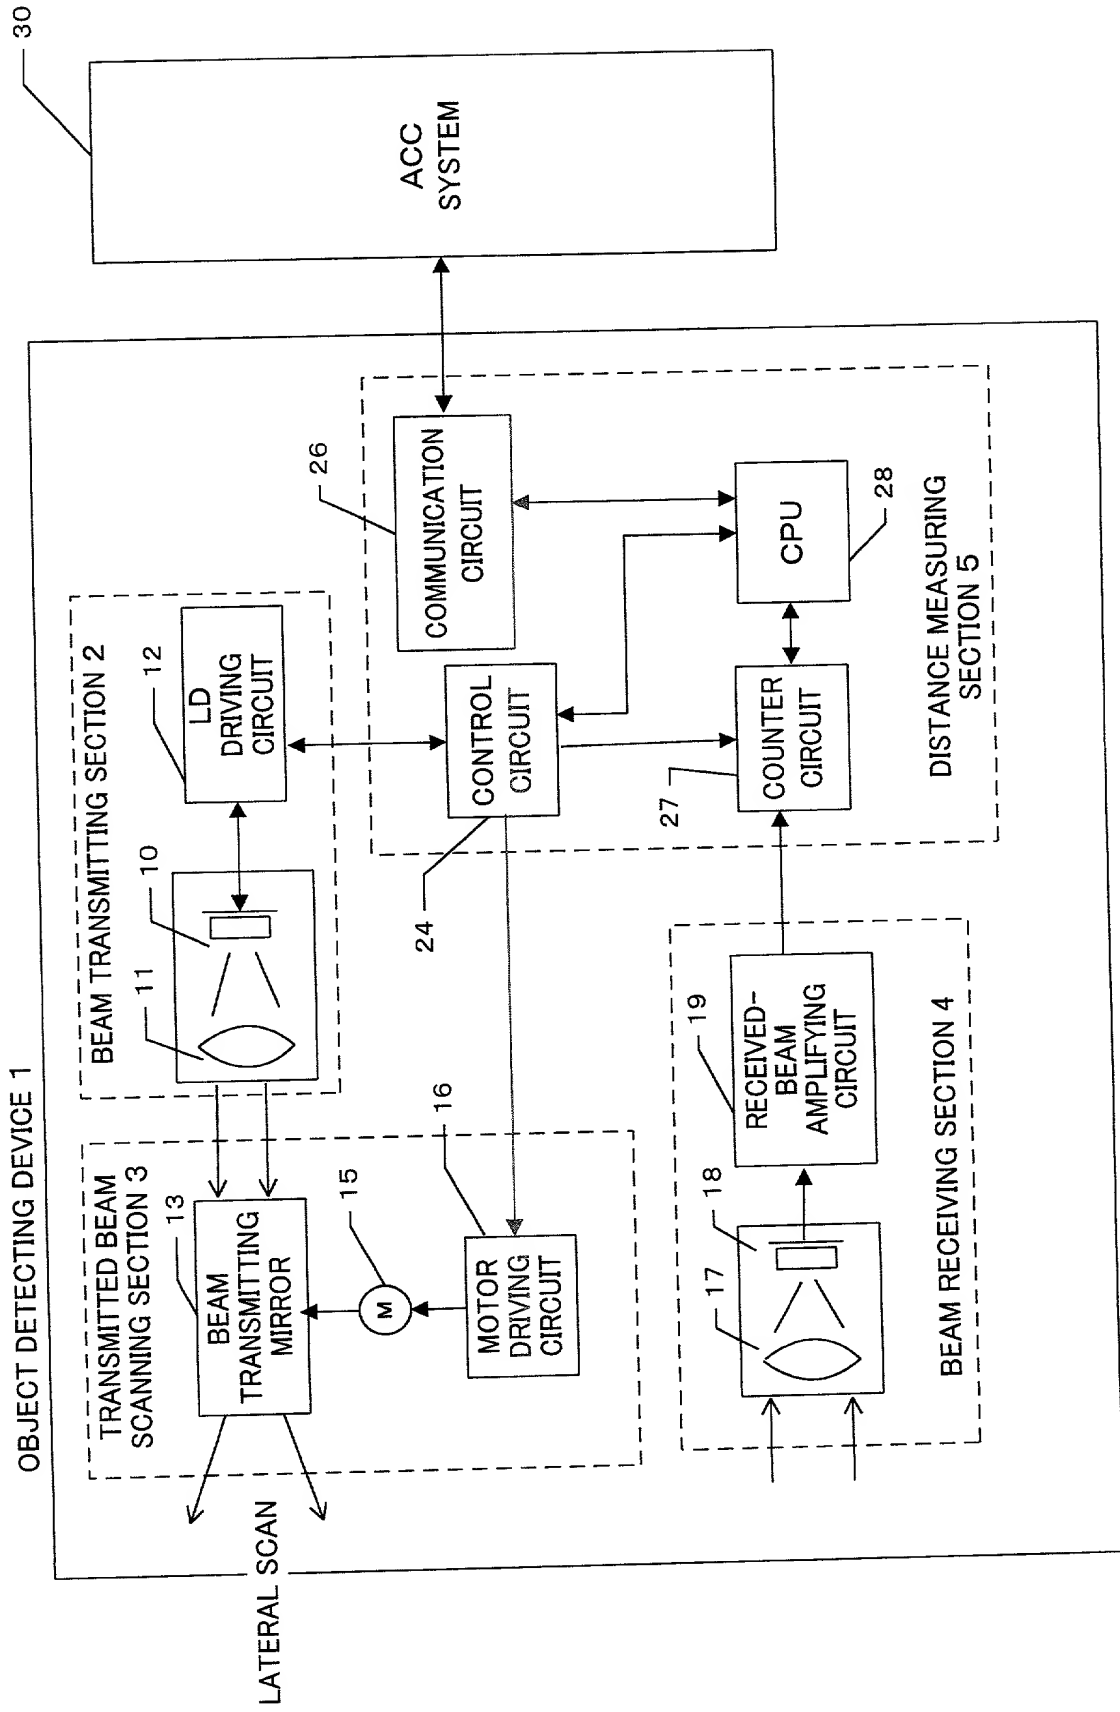 OBJECT DETECTING DEVICE 1
30
BEAM TRANSMITTING SECTION 2
11
10
12
LD
DRIVING
CIRCUIT
TRANSMITTED BEAM
SCANNING SECTION 3
13
BEAM
TRANSMITTING
MIRROR
LATERAL SCAN
15
M
16
MOTOR
DRIVING
CIRCUIT
24
CONTROL
CIRCUIT
26
COMMUNICATION
CIRCUIT
ACC
SYSTEM
27
COUNTER
CIRCUIT
CPU
28
DISTANCE MEASURING
SECTION 5
17
18
19
RECEIVED-
BEAM
AMPLIFYING
CIRCUIT
BEAM RECEIVING SECTION 4